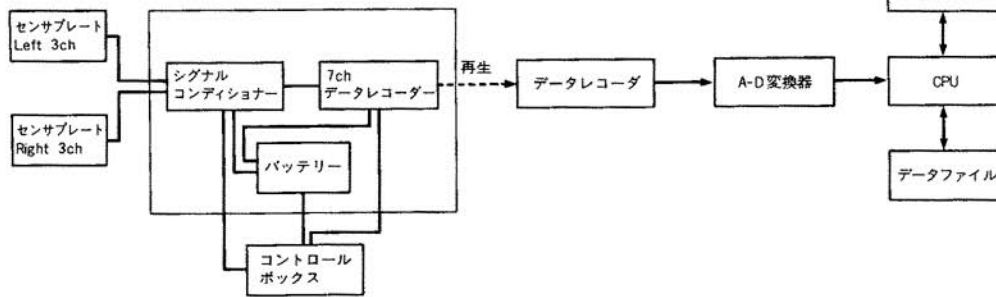 センサプレート
Left 3ch
センサプレート
Right 3ch
シグナル
コンディショナー
7ch
データレコーダー
再生
バッテリー
コントロール
ボックス
データレコーダ
A-D変換器
CPU
データファイル